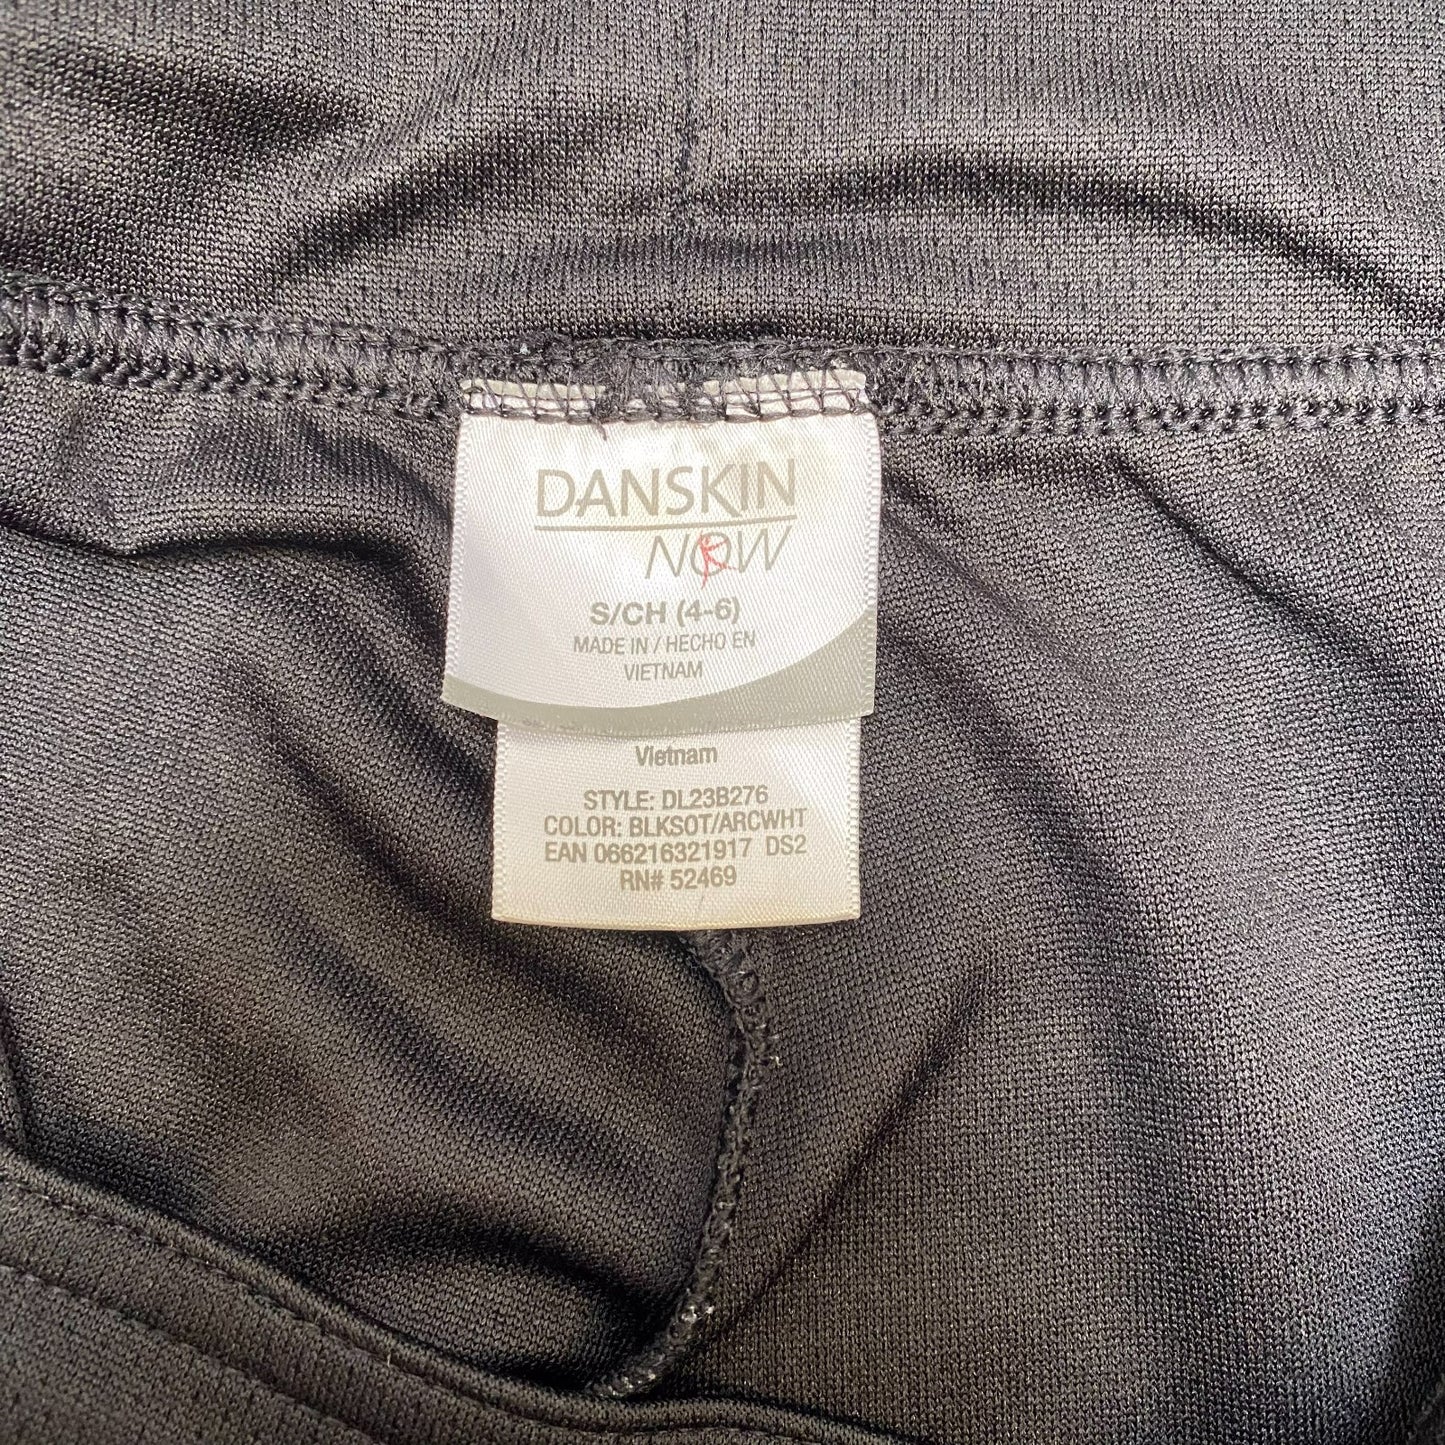 DANSKIN
NOW
S/CH (4-6)
MADE IN / HECHO EN
VIETNAM
Vietnam
STYLE: DL23B276
COLOR: BLKSOT/ARCWHT
EAN 066216321917 DS2
RN# 52469